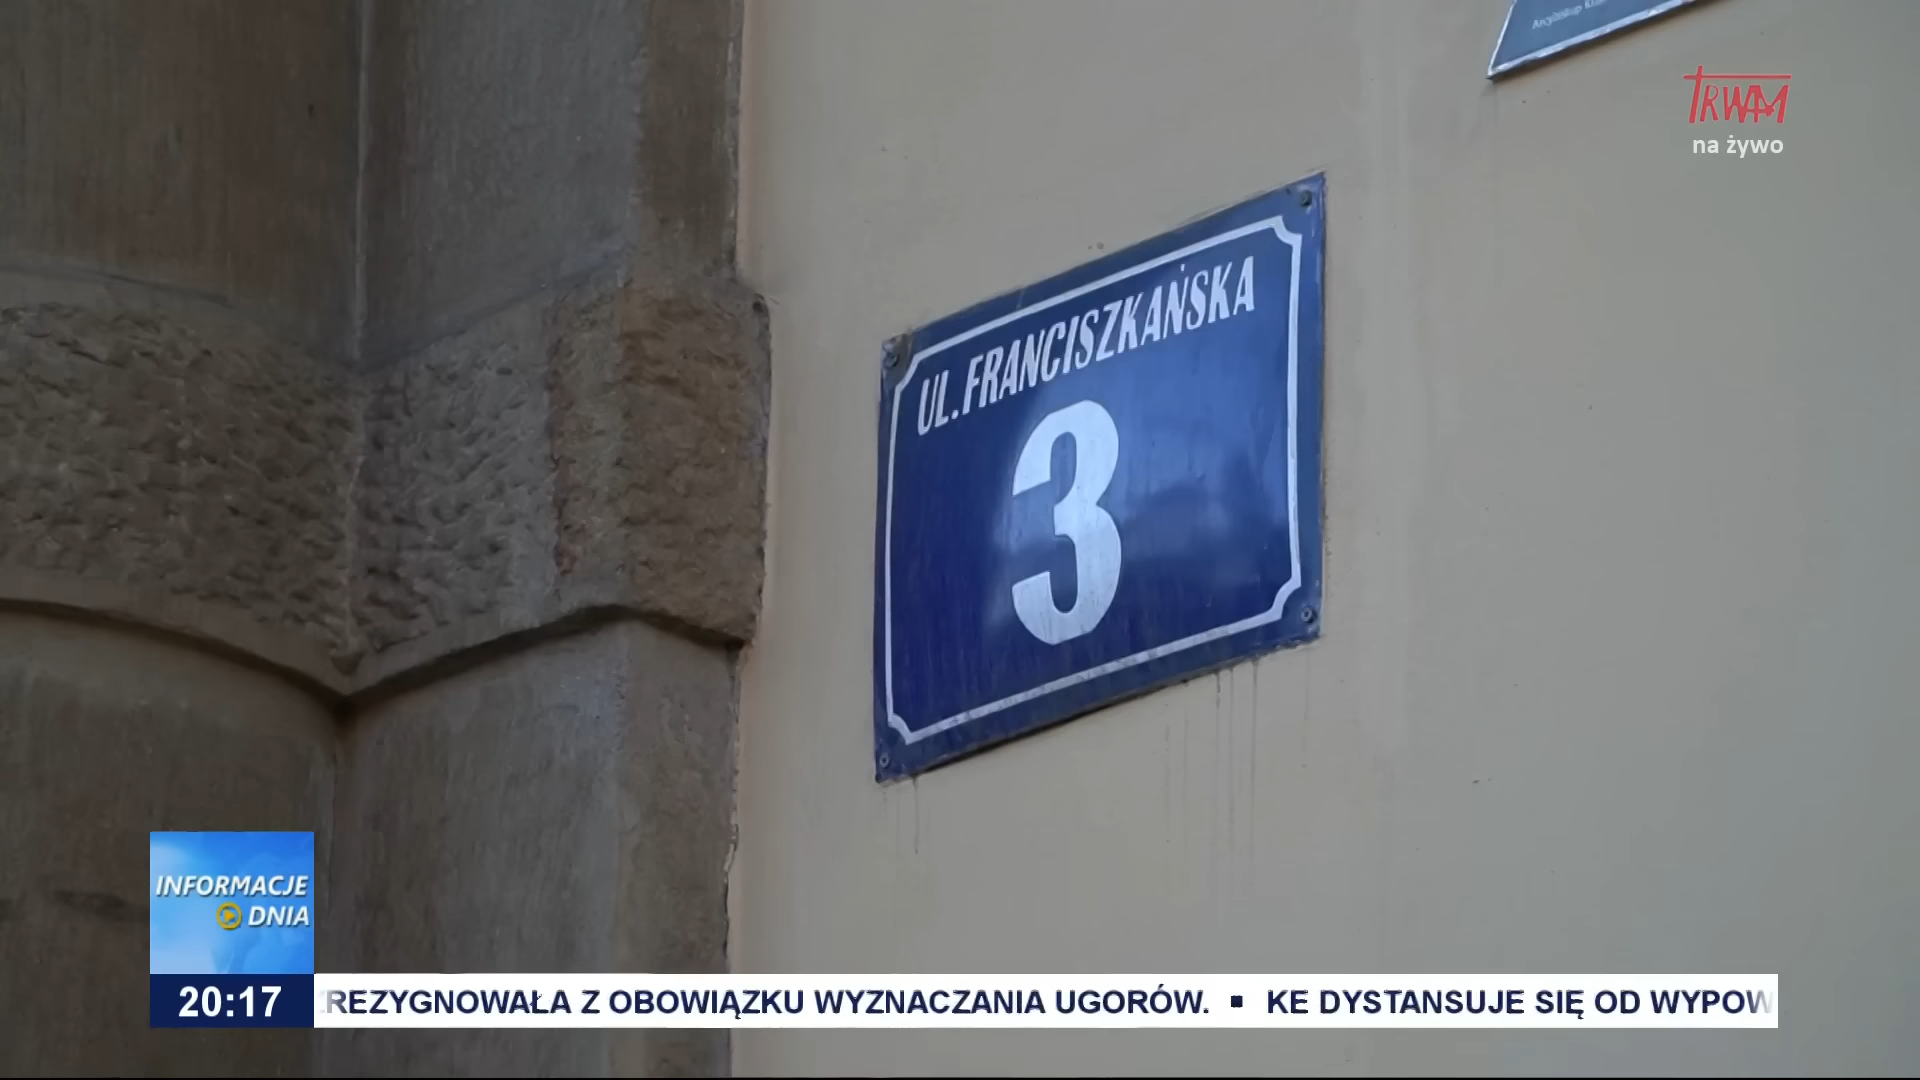 Arcybiskup
TRWAM
na żywo
UL. FRANCISZKAŃSKA
3
INFORMACJE
DNIA
20:17
REZYGNOWAŁA Z OBOWIĄZKU WYZNACZANIA UGORÓW. ▪ KE DYSTANSUJE SIĘ OD WYPOW